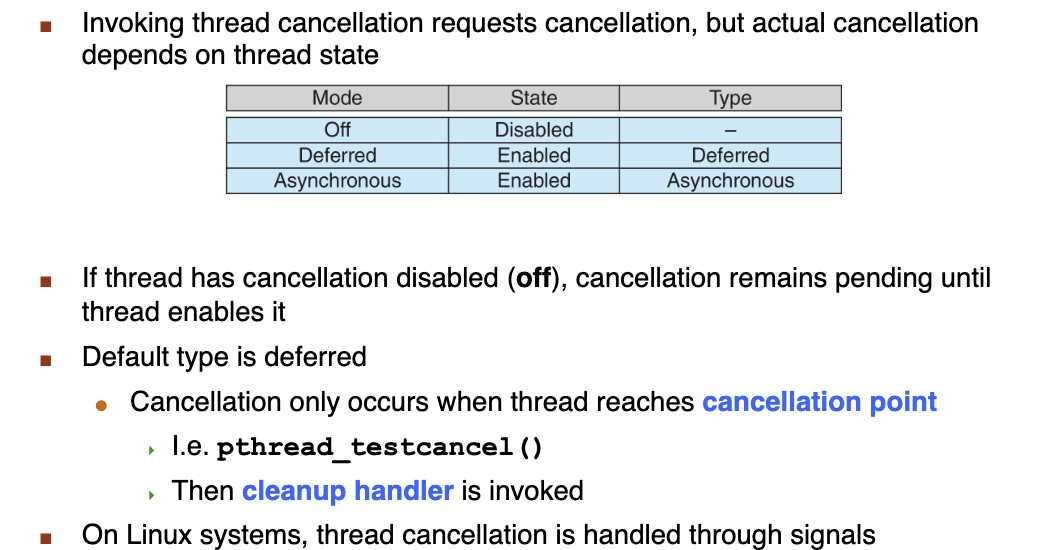 Invoking thread cancellation requests cancellation, but actual cancellation
depends on thread state
Mode State Type
Off Disabled –
Deferred Enabled Deferred
Asynchronous Enabled Asynchronous
If thread has cancellation disabled (off), cancellation remains pending until
thread enables it
Default type is deferred
Cancellation only occurs when thread reaches cancellation point
I.e. pthread_testcancel()
Then cleanup handler is invoked
On Linux systems, thread cancellation is handled through signals